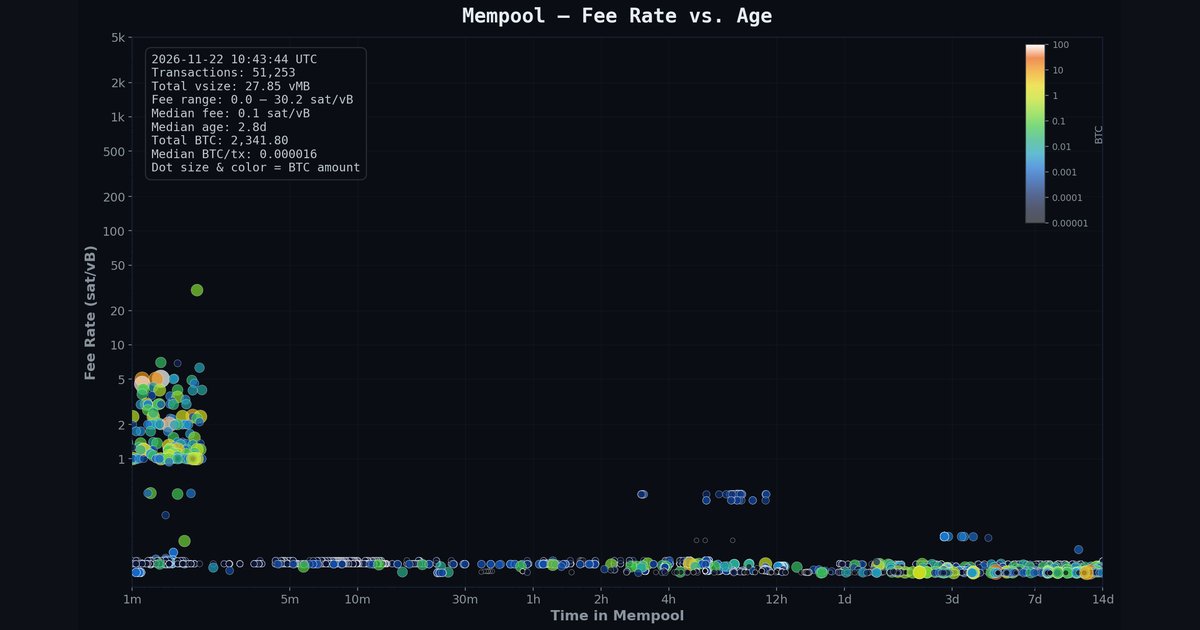 Mempool — Fee Rate vs. Age
2026-11-22 10:43:44 UTC
Transactions: 51,253
Total vsize: 27.85 vMB
Fee range: 0.0 – 30.2 sat/vB
Median fee: 0.1 sat/vB
Median age: 2.8d
Total BTC: 2,341.80
Median BTC/tx: 0.000016
Dot size & color = BTC amount
100
10
1
0.1
0.01
0.001
0.0001
0.00001
BTC
Fee Rate (sat/vB)
5k
2k
1k
500
200
100
50
20
10
5
2
1
1m 5m 10m 30m 1h 2h 4h 12h 1d 3d 7d 14d
Time in Mempool